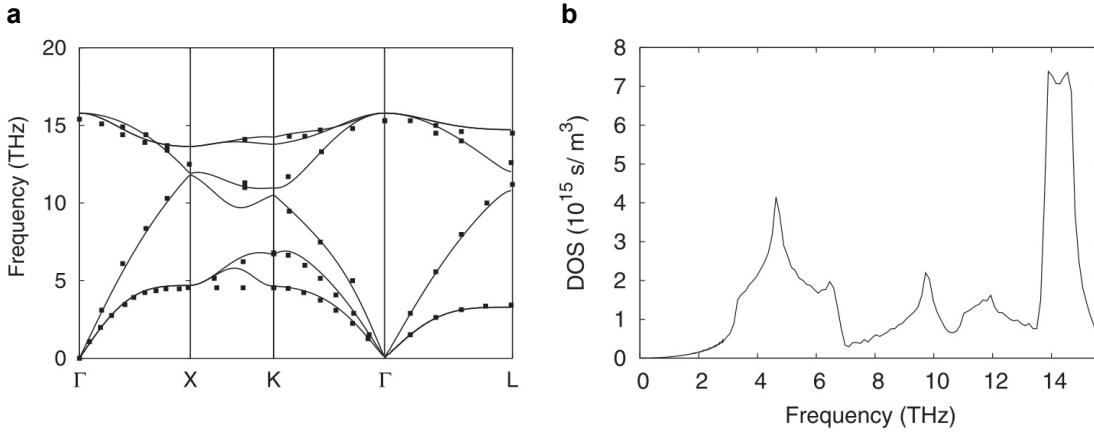 a
20
15
10
5
0
Frequency (THz)
Γ X K Γ L
b
8
7
6
5
4
3
2
1
0
DOS (10¹⁵ s/ m³)
0 2 4 6 8 10 12 14
Frequency (THz)